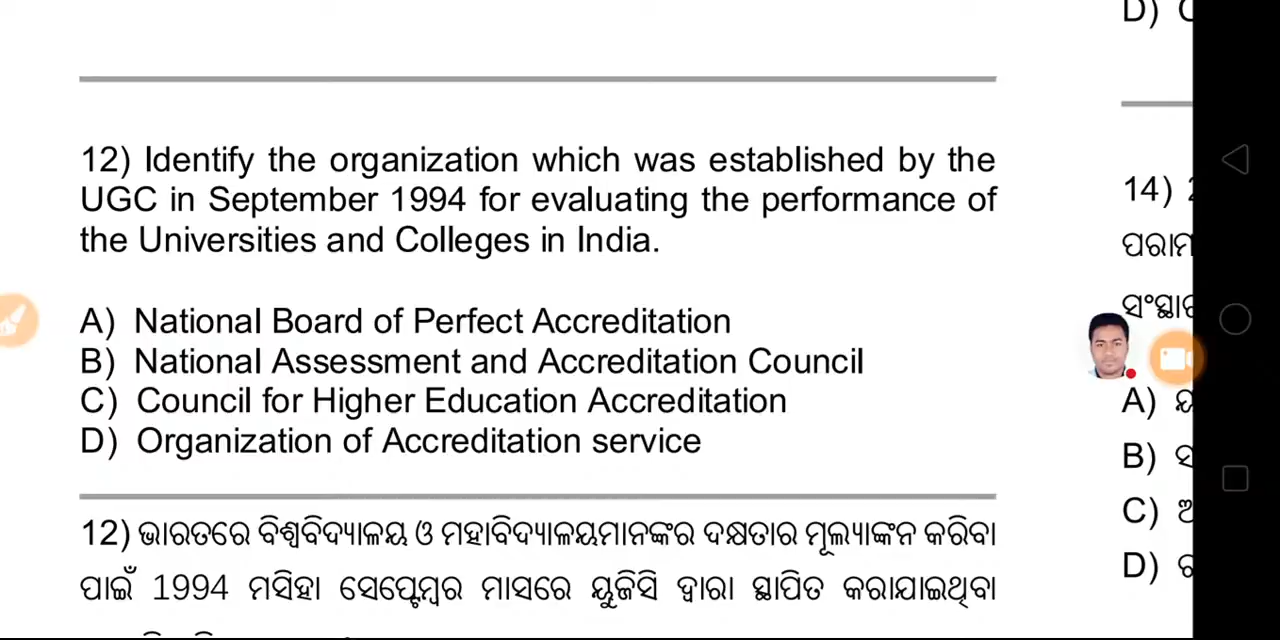 12) Identify the organization which was established by the
UGC in September 1994 for evaluating the performance of
the Universities and Colleges in India.
A) National Board of Perfect Accreditation
B) National Assessment and Accreditation Council
C) Council for Higher Education Accreditation
D) Organization of Accreditation service
12) ଭାରତରେ ବିଶ୍ୱବିଦ୍ୟାଳୟ ଓ ମହାବିଦ୍ୟାଳୟମାନଙ୍କର ଦକ୍ଷତାର ମୂଲ୍ୟାଙ୍କନ କରିବା
ପାଇଁ 1994 ମସିହା ସେପ୍ଟେମ୍ବର ମାସରେ ୟୁଜିସି ଦ୍ୱାରା ସ୍ଥାପିତ କରାଯାଇଥିବା
D)
14)
A)
B)
C)
D)